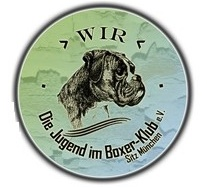 > WIR <
Die Jugend im Boxer-Klub e.V.
Sitz München